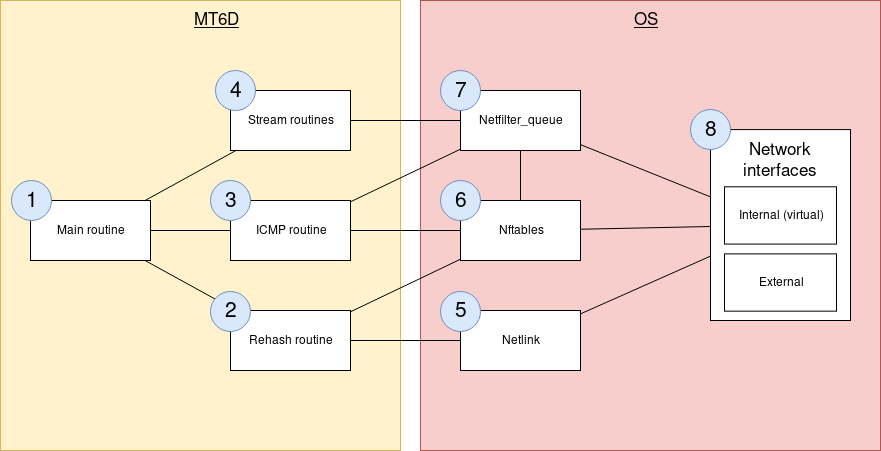 MT6D
OS
4
Stream routines
7
Netfilter_queue
8
Network
interfaces
Internal (virtual)
External
1
Main routine
3
ICMP routine
6
Nftables
2
Rehash routine
5
Netlink